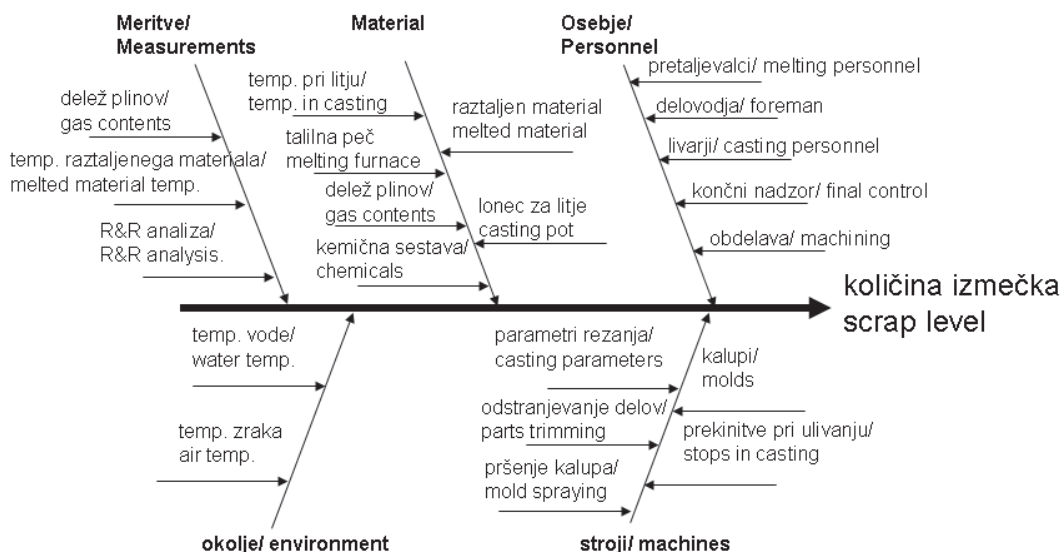 Meritve/
Measurements
Material
Osebje/
Personnel
delež plinov/
gas contents
temp. raztaljenega materiala/
melted material temp.
R&R analiza/
R&R analysis.
temp. pri litju/
temp. in casting
talilna peč
melting furnace
delež plinov/
gas contents
kemična sestava/
chemicals
raztaljen material
melted material
lonec za litje
casting pot
pretaljevalci/ melting personnel
delovodja/ foreman
livarji/ casting personnel
končni nadzor/ final control
obdelava/ machining
količina izmečka
scrap level
temp. vode/
water temp.
temp. zraka
air temp.
okolje/ environment
parametri rezanja/
casting parameters
odstranjevanje delov/
parts trimming
pršenje kalupa/
mold spraying
kalupi/
molds
prekinitve pri ulivanju/
stops in casting
stroji/ machines